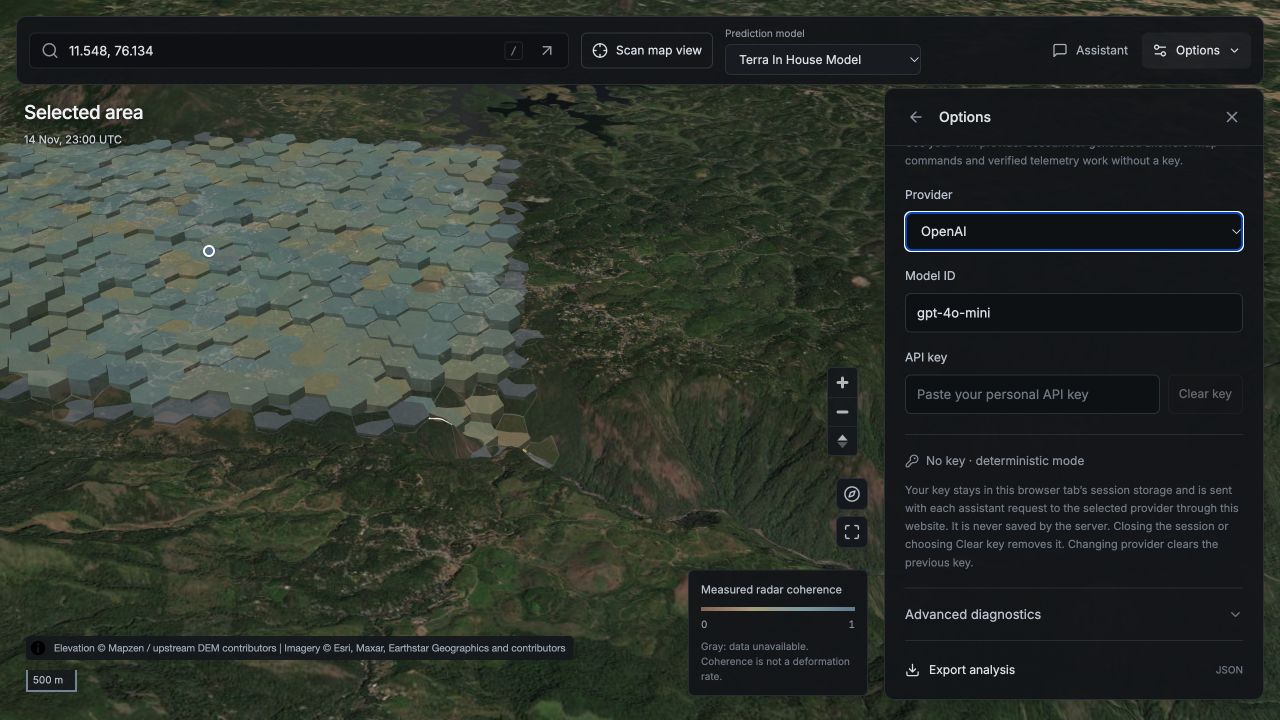 11.548, 76.134
/
Scan map view
Prediction model
Terra In House Model
Assistant
Options
Selected area
14 Nov, 23:00 UTC
Options
commands and verified telemetry work without a key.
Provider
OpenAI
Model ID
gpt-4o-mini
API key
Paste your personal API key
Clear key
No key · deterministic mode
Your key stays in this browser tab's session storage and is sent
with each assistant request to the selected provider through this
website. It is never saved by the server. Closing the session or
choosing Clear key removes it. Changing provider clears the
previous key.
Advanced diagnostics
Export analysis
JSON
Measured radar coherence
0
1
Gray: data unavailable.
Coherence is not a deformation
rate.
Elevation © Mapzen / upstream DEM contributors | Imagery © Esri, Maxar, Earthstar Geographics and contributors
500 m